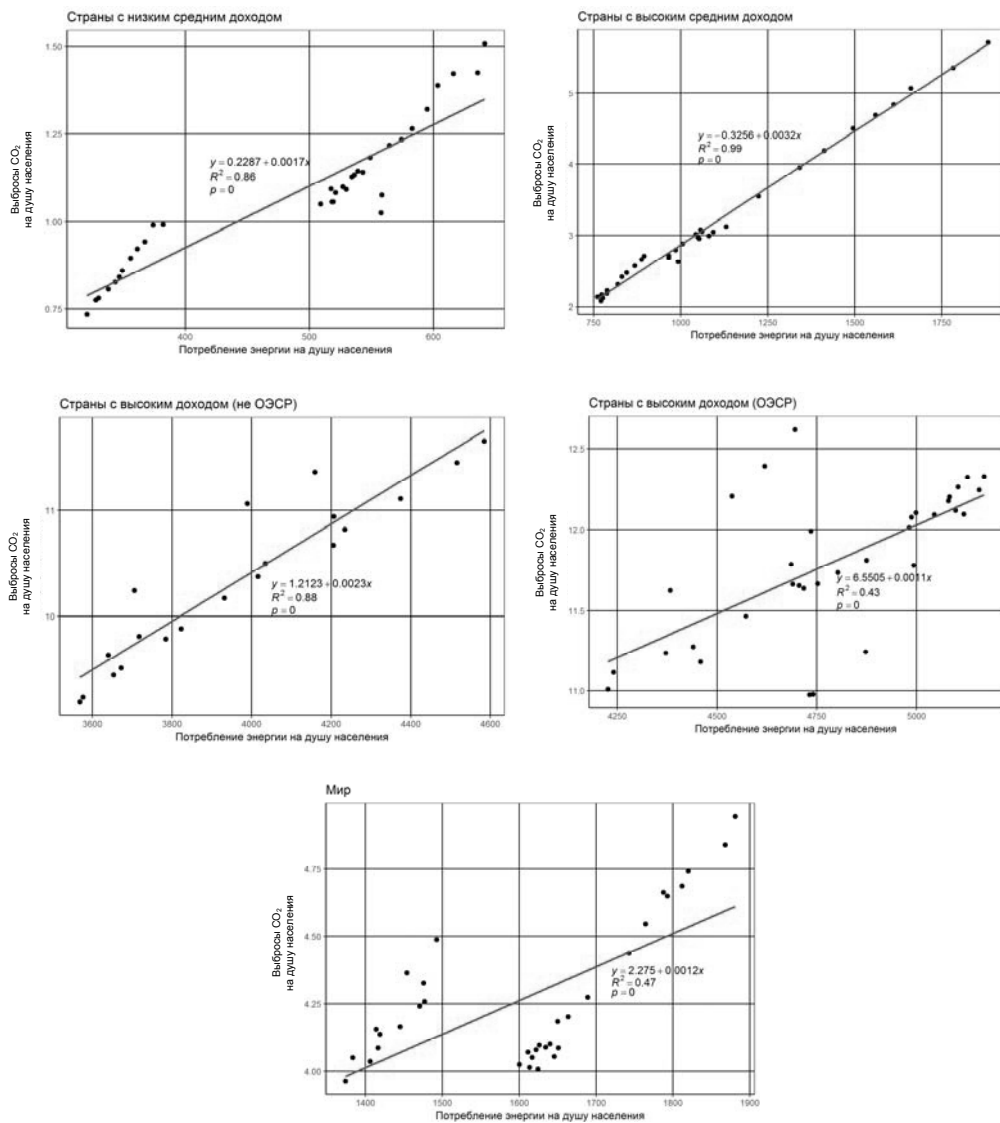 Страны с низким средним доходом
1.50
1.25
1.00
0.75
Выбросы CO₂
на душу населения
y = 0.2287 + 0.0017x
R² = 0.86
p = 0
400
500
600
Потребление энергии на душу населения
Страны с высоким средним доходом
5
4
3
2
Выбросы CO₂
на душу населения
y = −0.3256 + 0.0032x
R² = 0.99
p = 0
750
1000
1250
1500
1750
Потребление энергии на душу населения
Страны с высоким доходом (не ОЭСР)
11
10
Выбросы CO₂
на душу населения
y = 1.2123 + 0.0023x
R² = 0.88
p = 0
3600
3800
4000
4200
4400
4600
Потребление энергии на душу населения
Страны с высоким доходом (ОЭСР)
12.5
12.0
11.5
11.0
Выбросы CO₂
на душу населения
y = 6.5505 + 0.0011x
R² = 0.43
p = 0
4250
4500
4750
5000
Потребление энергии на душу населения
Мир
4.75
4.50
4.25
4.00
Выбросы CO₂
на душу населения
y = 2.275 + 0.0012x
R² = 0.47
p = 0
1400
1500
1600
1700
1800
1900
Потребление энергии на душу населения